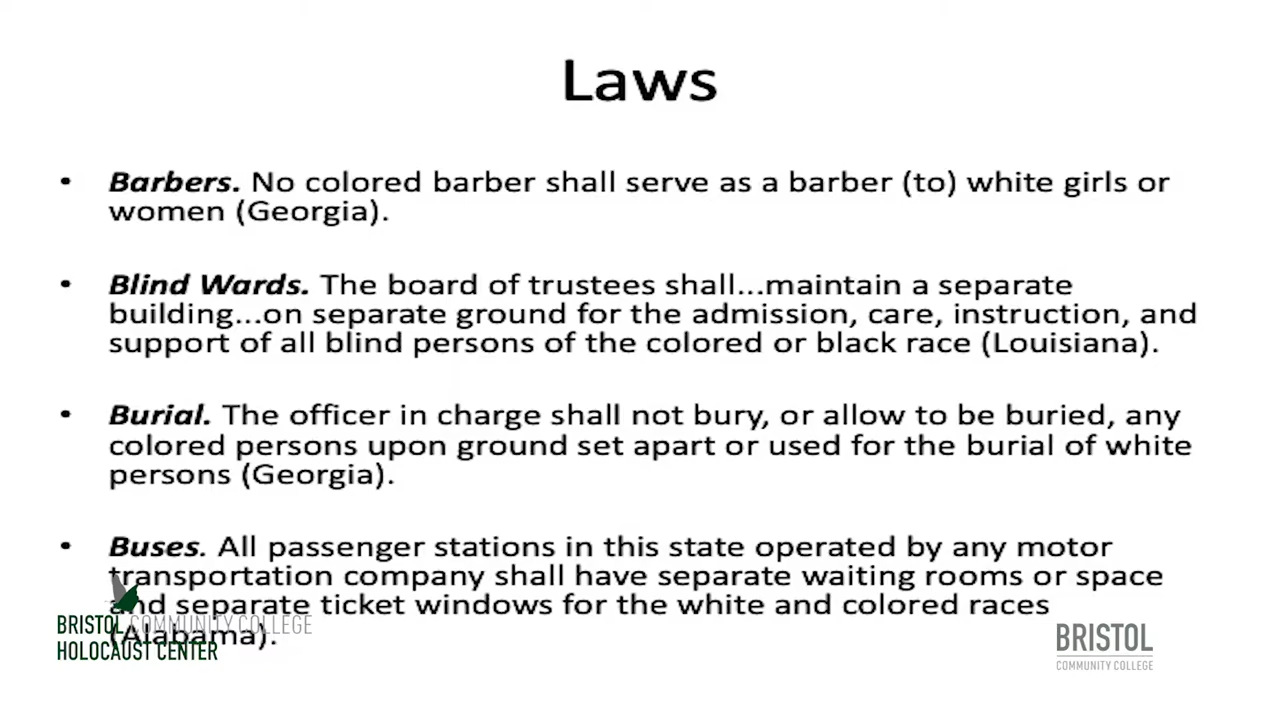 Laws
• Barbers. No colored barber shall serve as a barber (to) white girls or
women (Georgia).
• Blind Wards. The board of trustees shall...maintain a separate
building...on separate ground for the admission, care, instruction, and
support of all blind persons of the colored or black race (Louisiana).
• Burial. The officer in charge shall not bury, or allow to be buried, any
colored persons upon ground set apart or used for the burial of white
persons (Georgia).
• Buses. All passenger stations in this state operated by any motor
transportation company shall have separate waiting rooms or space
and separate ticket windows for the white and colored races
(Alabama).
BRISTOL COMMUNITY COLLEGE
HOLOCAUST CENTER
BRISTOL
COMMUNITY COLLEGE